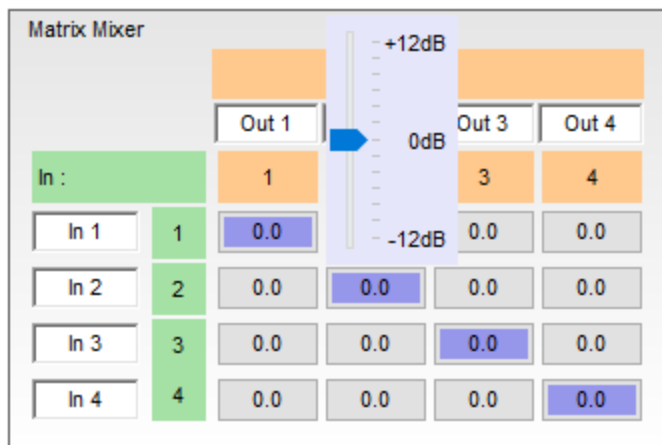 Matrix Mixer
+12dB
Out 1 Out 3 Out 4
0dB
In : 1 3 4
In 1 1 0.0 0.0 0.0
-12dB
In 2 2 0.0 0.0 0.0 0.0
In 3 3 0.0 0.0 0.0 0.0
In 4 4 0.0 0.0 0.0 0.0